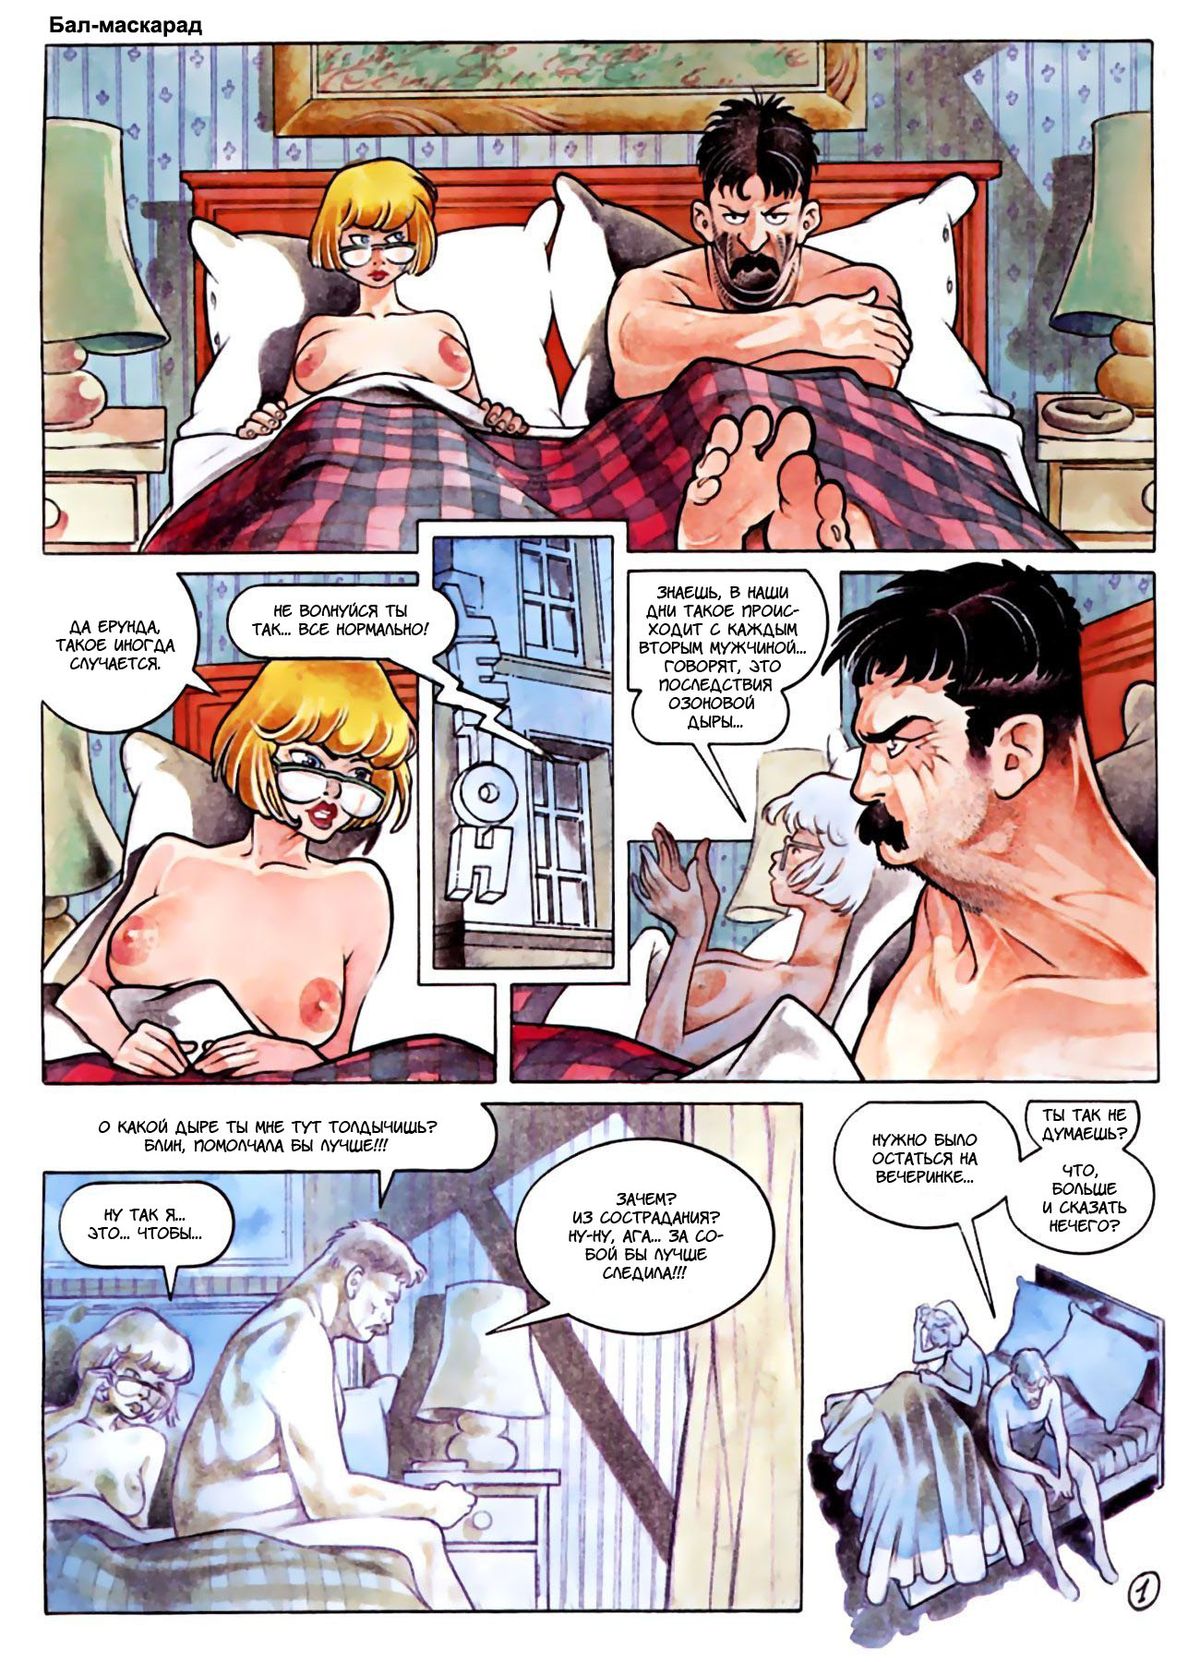 Бал-маскарад
ДА ЕРУНДА,
ТАКОЕ ИНОГДА
СЛУЧАЕТСЯ.
НЕ ВОЛНУЙСЯ ТЫ
ТАК... ВСЕ НОРМАЛЬНО!
HOTEL
ЗНАЕШЬ, В НАШИ
ДНИ ТАКОЕ ПРОИС-
ХОДИТ С КАЖДЫМ
ВТОРЫМ МУЖЧИНОЙ...
ГОВОРЯТ, ЭТО
ПОСЛЕДСТВИЯ
ОЗОНОВОЙ
ДЫРЫ...
О КАКОЙ ДЫРЕ ТЫ МНЕ ТУТ ТОЛДЫЧИШЬ?
БЛИН, ПОМОЛЧАЛА БЫ ЛУЧШЕ!!!
НУ ТАК Я...
ЭТО... ЧТОБЫ...
ЗАЧЕМ?
ИЗ СОСТРАДАНИЯ?
НУ-НУ, АГА... ЗА СО-
БОЙ БЫ ЛУЧШЕ
СЛЕДИЛА!!!
НУЖНО БЫЛО
ОСТАТЬСЯ НА
ВЕЧЕРИНКЕ...
ТЫ ТАК НЕ
ДУМАЕШЬ?
ЧТО,
БОЛЬШЕ
И СКАЗАТЬ
НЕЧЕГО?
1